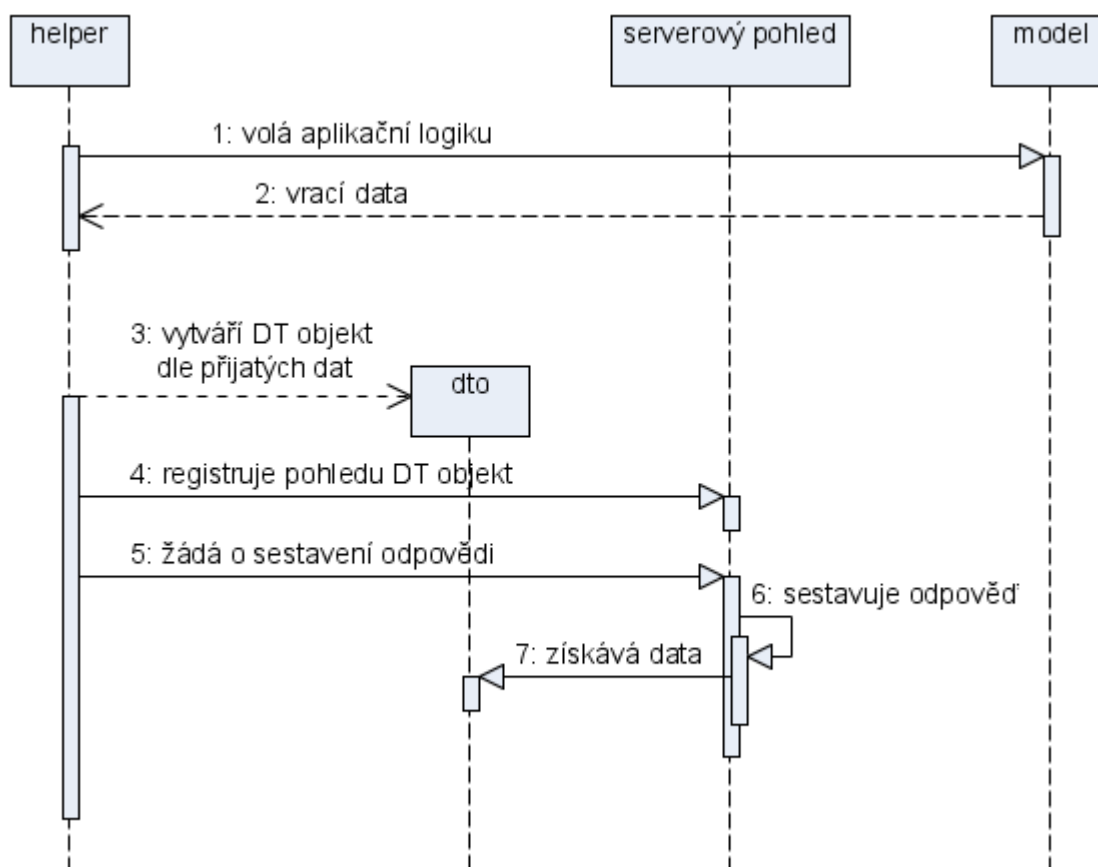 helper
serverový pohled
model
1: volá aplikační logiku
2: vrací data
3: vytváří DT objekt
dle přijatých dat
dto
4: registruje pohledu DT objekt
5: žádá o sestavení odpovědi
6: sestavuje odpověď
7: získává data